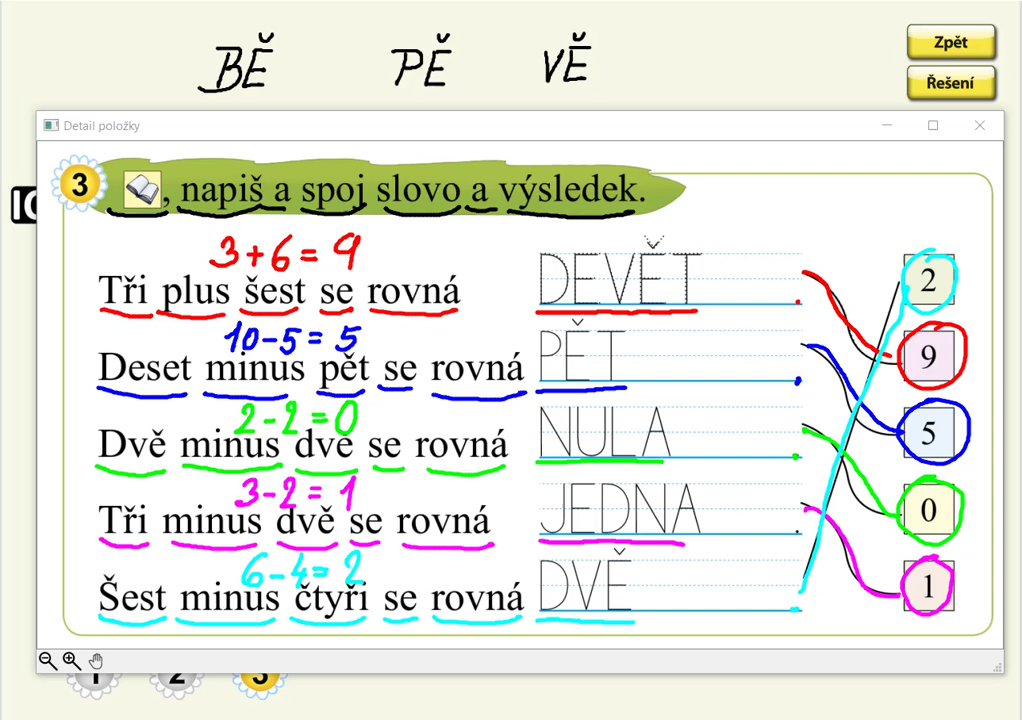 BĚ PĚ VĚ
Zpět
Řešení
Detail položky
3 , napiš a spoj slovo a výsledek.
3+6=9
Tři plus šest se rovná DEVĚT. 2
10-5=5
Deset minus pět se rovná PĚT. 9
2-2=0
Dvě minus dvě se rovná NULA. 5
3-2=1
Tři minus dvě se rovná JEDNA. 0
6-4=2
Šest minus čtyři se rovná DVĚ. 1
1 2 3